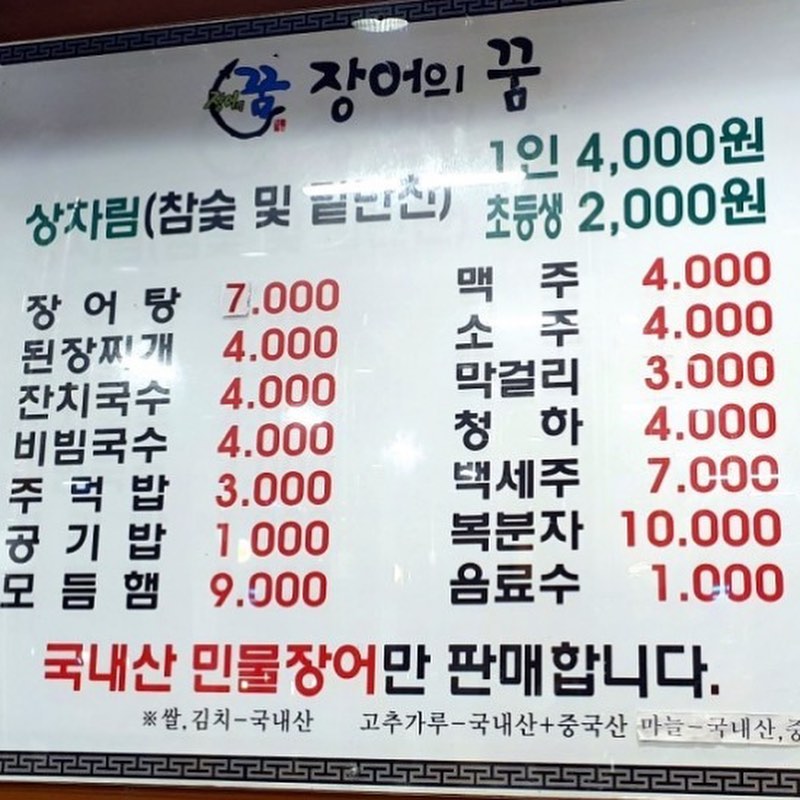 장어의 꿈 장어의 꿈
1인 4,000원
상차림(참숯 및 밑반찬)
초등생 2,000원
장어탕 7.000
된장찌개 4.000
잔치국수 4.000
비빔국수 4.000
주먹밥 3.000
공기밥 1.000
모듬햄 9.000
맥주 4.000
소주 4.000
막걸리 3.000
청하 4.000
백세주 7.000
복분자 10.000
음료수 1.000
국내산 민물장어만 판매합니다.
※쌀,김치-국내산 고추가루-국내산+중국산 마늘-국내산,중